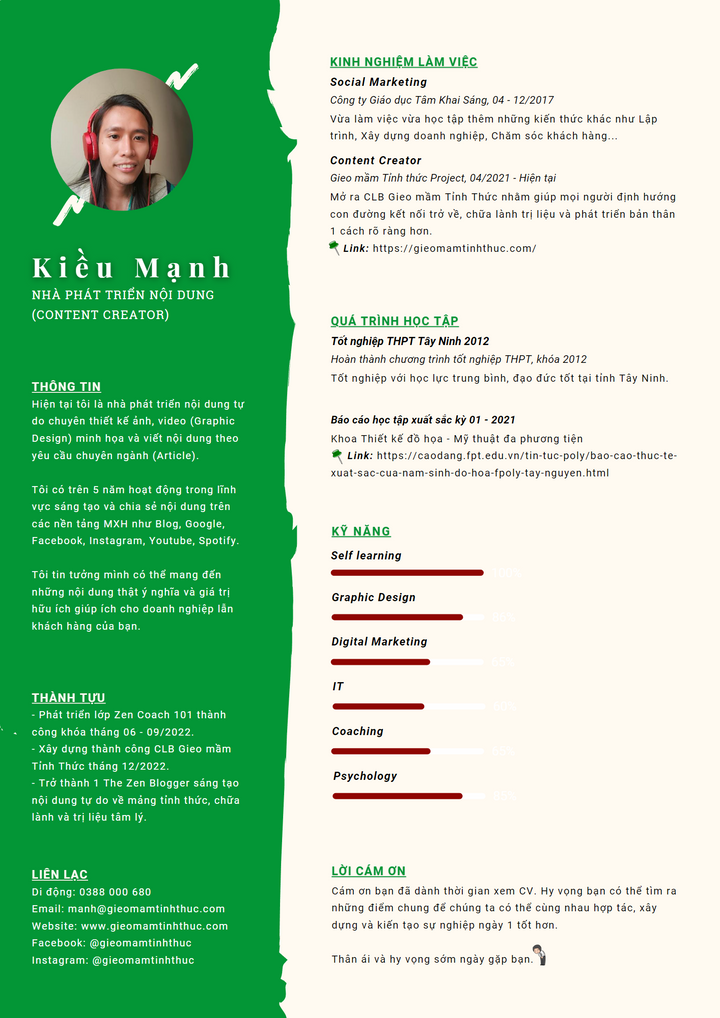 Kiều Mạnh
NHÀ PHÁT TRIỂN NỘI DUNG
(CONTENT CREATOR)
THÔNG TIN
Hiện tại tôi là nhà phát triển nội dung tự
do chuyên thiết kế ảnh, video (Graphic
Design) minh họa và viết nội dung theo
yêu cầu chuyên ngành (Article).
Tôi có trên 5 năm hoạt động trong lĩnh
vực sáng tạo và chia sẻ nội dung trên
các nền tảng MXH như Blog, Google,
Facebook, Instagram, Youtube, Spotify.
Tôi tin tưởng mình có thể mang đến
những nội dung thật ý nghĩa và giá trị
hữu ích giúp ích cho doanh nghiệp lẫn
khách hàng của bạn.
THÀNH TỰU
- Phát triển lớp Zen Coach 101 thành
công khóa tháng 06 - 09/2022.
- Xây dựng thành công CLB Gieo mầm
Tỉnh Thức tháng 12/2022.
- Trở thành 1 The Zen Blogger sáng tạo
nội dung tự do về mảng tỉnh thức, chữa
lành và trị liệu tâm lý.
LIÊN LẠC
Di động: 0388 000 680
Email: manh@gieomamtinhthuc.com
Website: www.gieomamtinhthuc.com
Facebook: @gieomamtinhthuc
Instagram: @gieomamtinhthuc
KINH NGHIỆM LÀM VIỆC
Social Marketing
Công ty Giáo dục Tâm Khai Sáng, 04 - 12/2017
Vừa làm việc vừa học tập thêm những kiến thức khác như Lập
trình, Xây dựng doanh nghiệp, Chăm sóc khách hàng...
Content Creator
Gieo mầm Tỉnh thức Project, 04/2021 - Hiện tại
Mở ra CLB Gieo mầm Tỉnh Thức nhằm giúp mọi người định hướng
con đường kết nối trở về, chữa lành trị liệu và phát triển bản thân
1 cách rõ ràng hơn.
Link: https://gieomamtinhthuc.com/
QUÁ TRÌNH HỌC TẬP
Tốt nghiệp THPT Tây Ninh 2012
Hoàn thành chương trình tốt nghiệp THPT, khóa 2012
Tốt nghiệp với học lực trung bình, đạo đức tốt tại tỉnh Tây Ninh.
Báo cáo học tập xuất sắc kỳ 01 - 2021
Khoa Thiết kế đồ họa - Mỹ thuật đa phương tiện
Link: https://caodang.fpt.edu.vn/tin-tuc-poly/bao-cao-thuc-te-
xuat-sac-cua-nam-sinh-do-hoa-fpoly-tay-nguyen.html
KỸ NĂNG
Self learning
Graphic Design
Digital Marketing
IT
Coaching
Psychology
LỜI CÁM ƠN
Cám ơn bạn đã dành thời gian xem CV. Hy vọng bạn có thể tìm ra
những điểm chung để chúng ta có thể cùng nhau hợp tác, xây
dựng và kiến tạo sự nghiệp ngày 1 tốt hơn.
Thân ái và hy vọng sớm ngày gặp bạn.